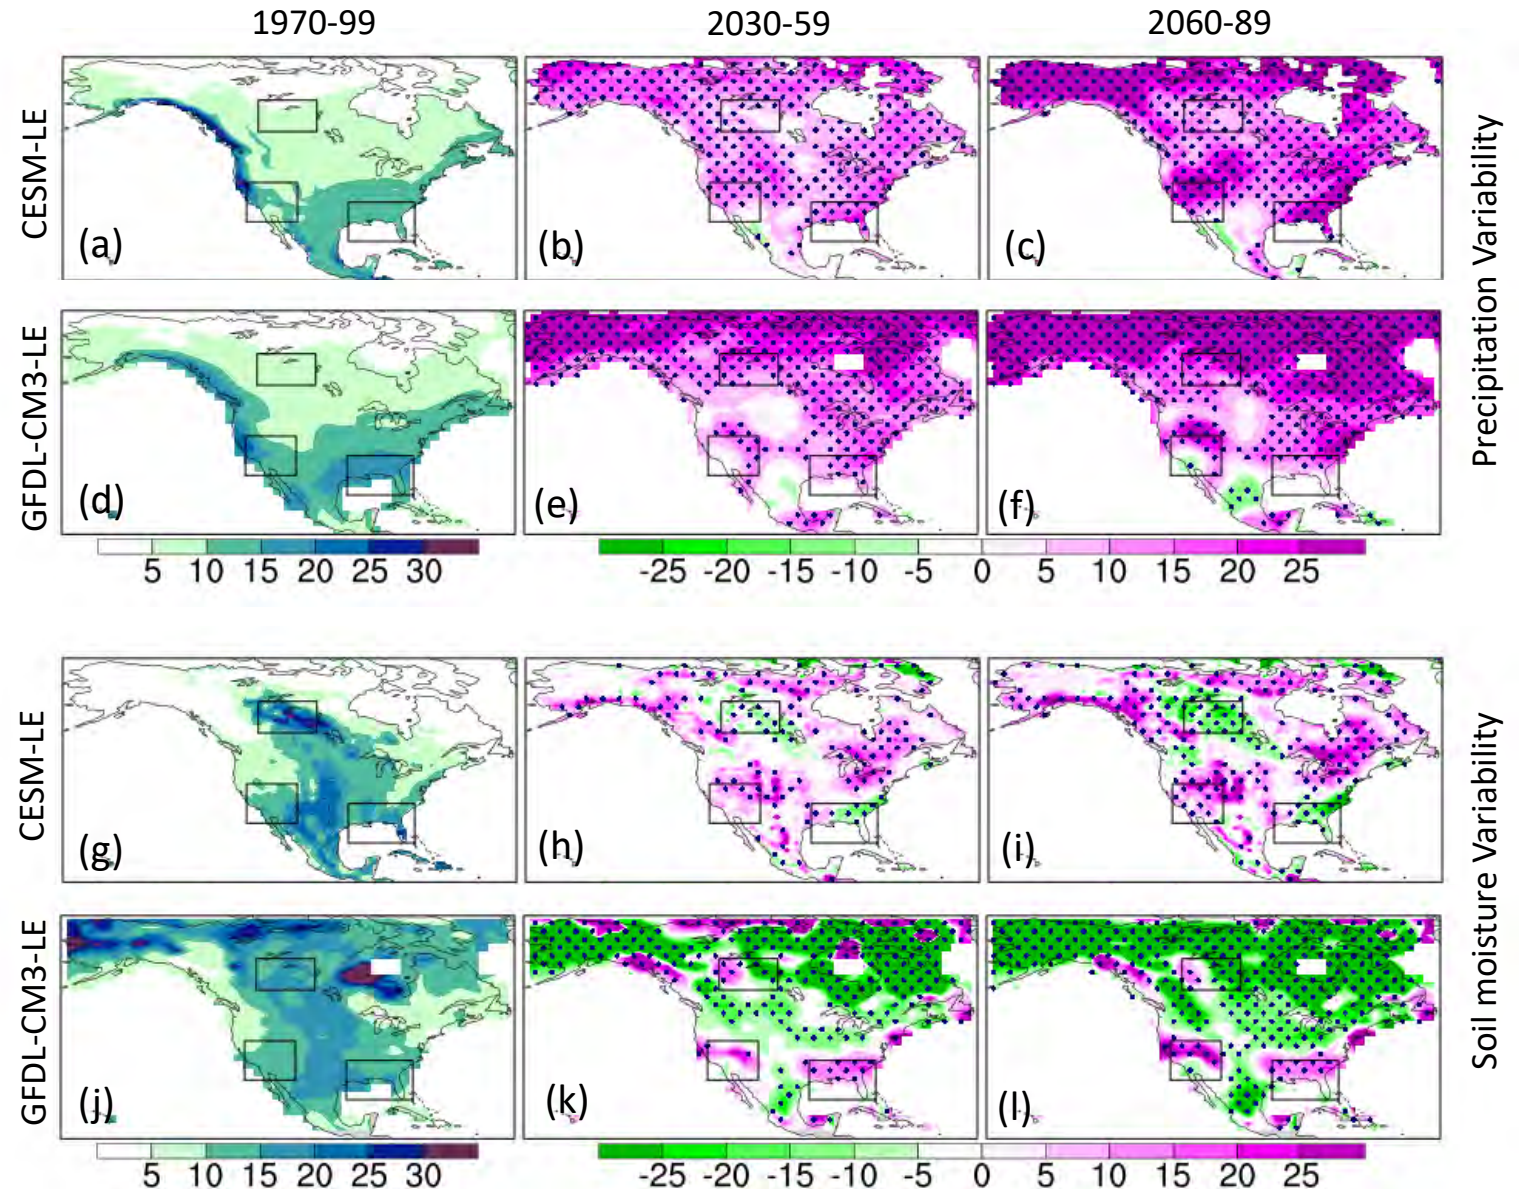 1970-99 2030-59 2060-89
CESM-LE
(a) (b) (c)
Precipitation Variability
GFDL-CM3-LE
(d) (e) (f)
5 10 15 20 25 30 -25 -20 -15 -10 -5 0 5 10 15 20 25
CESM-LE
(g) (h) (i)
Soil moisture Variability
GFDL-CM3-LE
(j) (k) (l)
5 10 15 20 25 30 -25 -20 -15 -10 -5 0 5 10 15 20 25